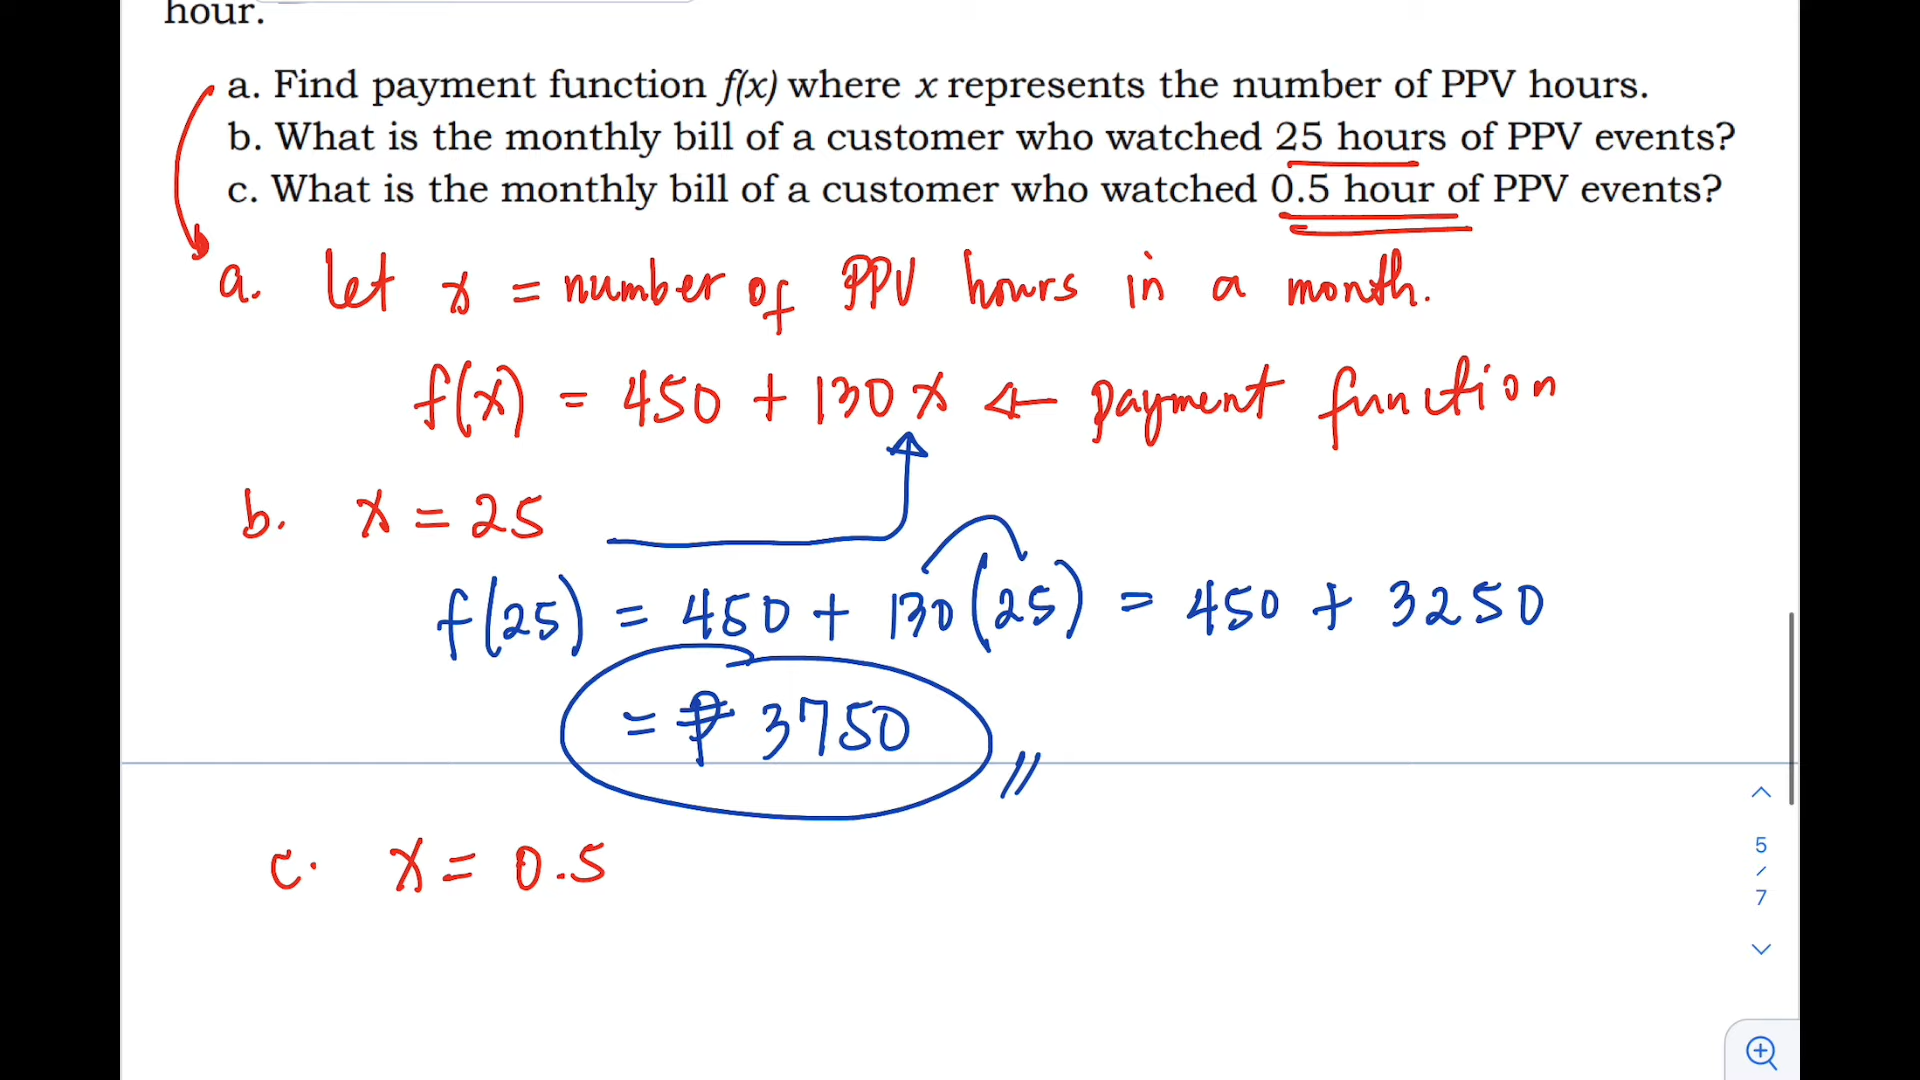 hour.
a. Find payment function f(x) where x represents the number of PPV hours.
b. What is the monthly bill of a customer who watched 25 hours of PPV events?
c. What is the monthly bill of a customer who watched 0.5 hour of PPV events?
a. let x = number of PPV hours in a month.
f(x) = 450 + 130x ← payment function
b. x = 25
f(25) = 450 + 130(25) = 450 + 3250
= ₱ 3750 //
c. x = 0.5
5
/
7